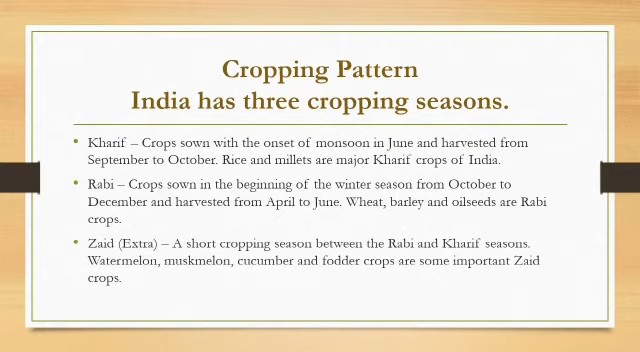 Cropping Pattern
India has three cropping seasons.
• Kharif – Crops sown with the onset of monsoon in June and harvested from
September to October. Rice and millets are major Kharif crops of India.
• Rabi – Crops sown in the beginning of the winter season from October to
December and harvested from April to June. Wheat, barley and oilseeds are Rabi
crops.
• Zaid (Extra) – A short cropping season between the Rabi and Kharif seasons.
Watermelon, muskmelon, cucumber and fodder crops are some important Zaid
crops.